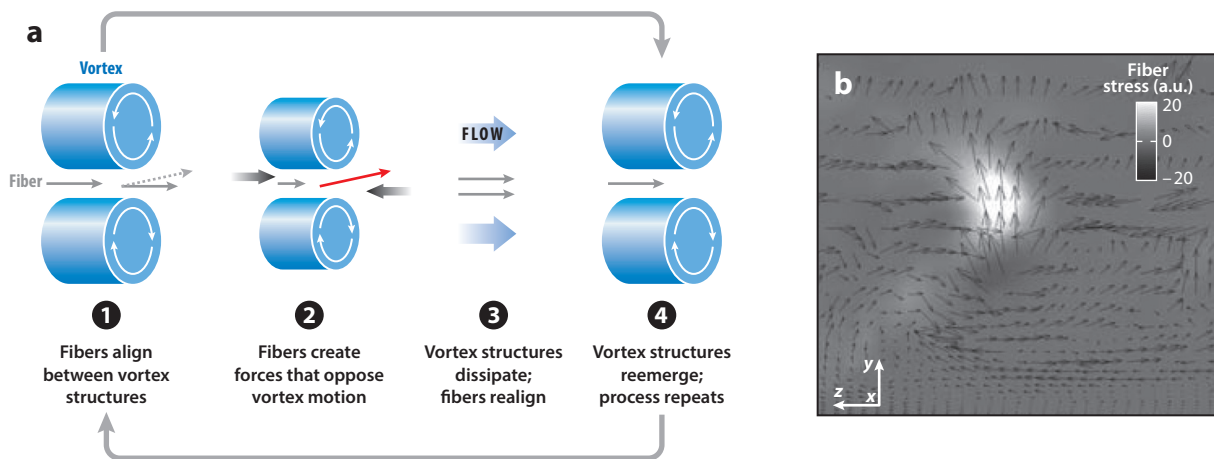 a
Vortex
Fiber
FLOW
1
Fibers align
between vortex
structures
2
Fibers create
forces that oppose
vortex motion
3
Vortex structures
dissipate;
fibers realign
4
Vortex structures
reemerge;
process repeats
b
Fiber
stress (a.u.)
20
0
–20
y
z
x